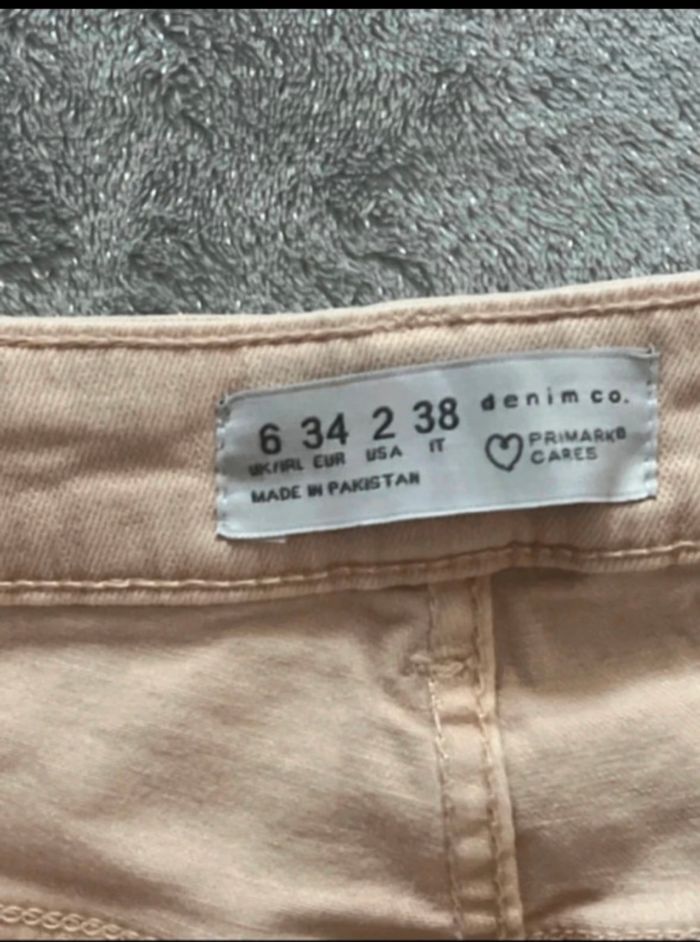 6 34 2 38
UK/IRL EUR USA IT
MADE IN PAKISTAN
denim co.
PRIMARK
CARES